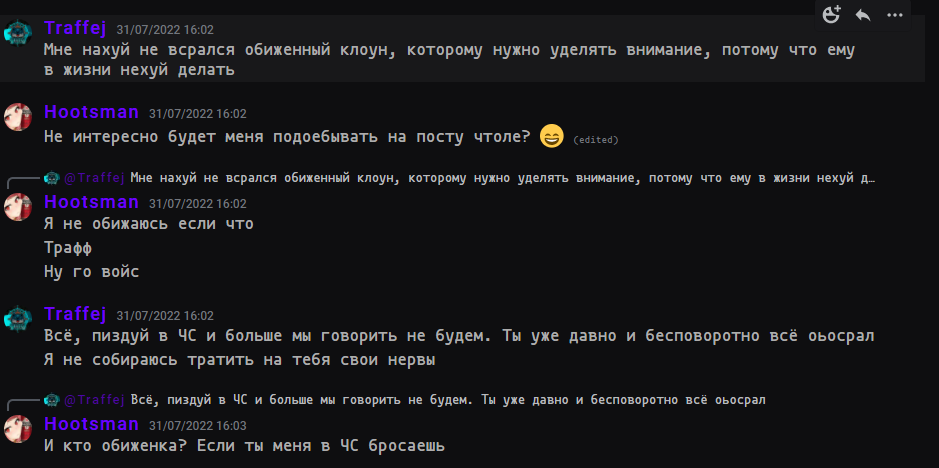 Traffej 31/07/2022 16:02
Мне нахуй не всрался обиженный клоун, которому нужно уделять внимание, потому что ему
в жизни нехуй делать
Hootsman 31/07/2022 16:02
Не интересно будет меня подоебывать на посту чтоле? 😄 (edited)
@Traffej Мне нахуй не всрался обиженный клоун, которому нужно уделять внимание, потому что ему в жизни нехуй д…
Hootsman 31/07/2022 16:02
Я не обижаюсь если что
Трафф
Ну го войс
Traffej 31/07/2022 16:02
Всё, пиздуй в ЧС и больше мы говорить не будем. Ты уже давно и бесповоротно всё оьосрал
Я не собираюсь тратить на тебя свои нервы
@Traffej Всё, пиздуй в ЧС и больше мы говорить не будем. Ты уже давно и бесповоротно всё оьосрал
Hootsman 31/07/2022 16:03
И кто обиженка? Если ты меня в ЧС бросаешь